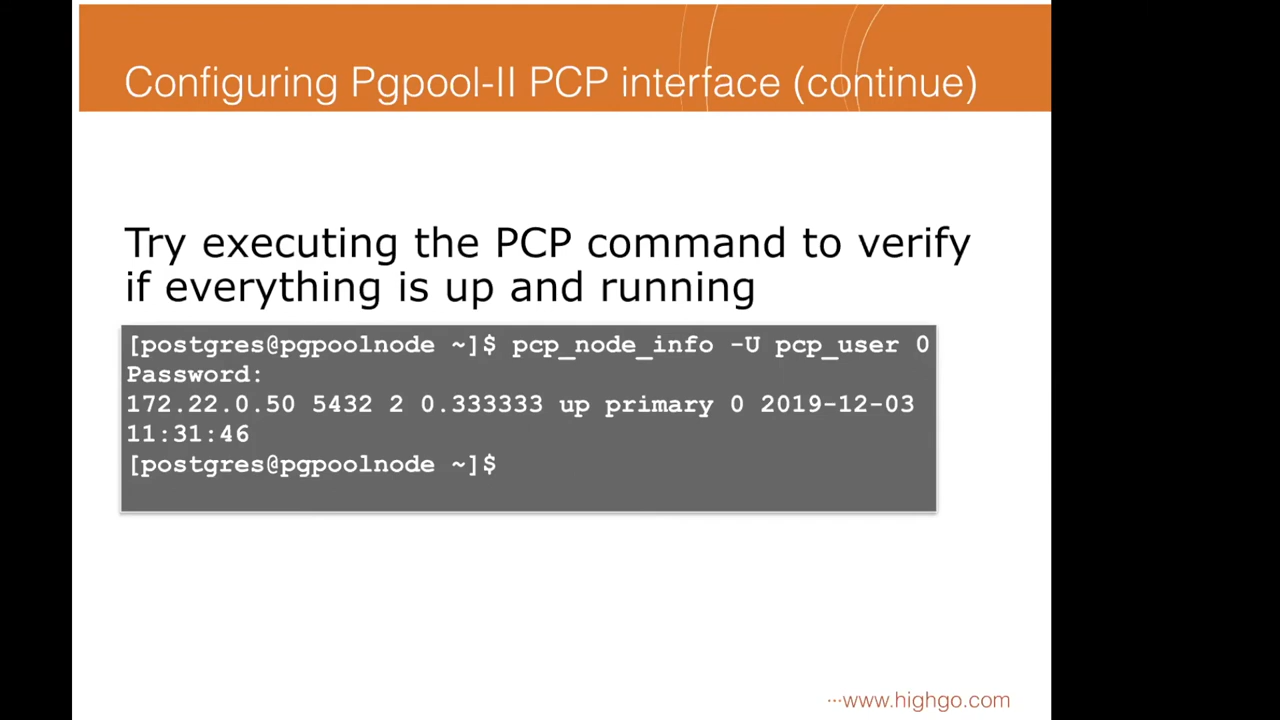 Configuring Pgpool-II PCP interface (continue)
Try executing the PCP command to verify
if everything is up and running
[postgres@pgpoolnode ~]$ pcp_node_info -U pcp_user 0
Password:
172.22.0.50 5432 2 0.333333 up primary 0 2019-12-03
11:31:46
[postgres@pgpoolnode ~]$
···www.highgo.com